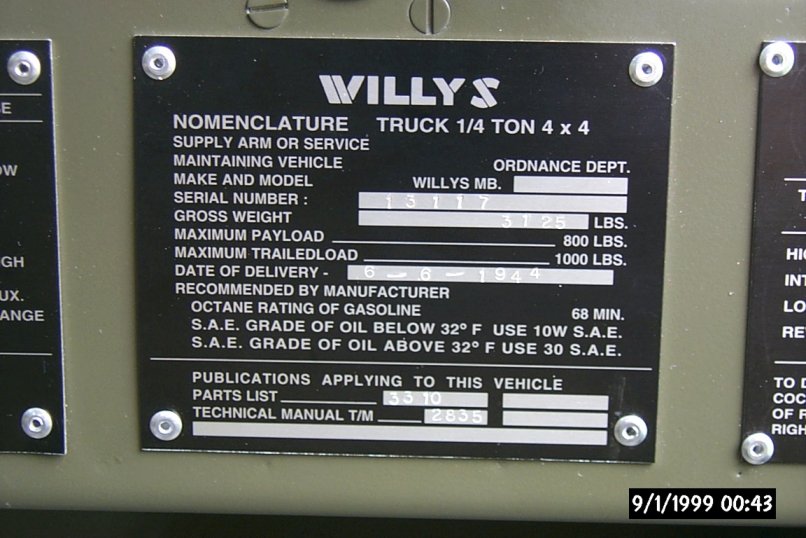 WILLYS
NOMENCLATURE TRUCK 1/4 TON 4 x 4
SUPPLY ARM OR SERVICE
MAINTAINING VEHICLE ORDNANCE DEPT.
MAKE AND MODEL WILLYS MB.
SERIAL NUMBER : 13117
GROSS WEIGHT 3125 LBS.
MAXIMUM PAYLOAD 800 LBS.
MAXIMUM TRAILEDLOAD 1000 LBS.
DATE OF DELIVERY - 6-6-1944
RECOMMENDED BY MANUFACTURER
OCTANE RATING OF GASOLINE 68 MIN.
S.A.E. GRADE OF OIL BELOW 32° F USE 10W S.A.E.
S.A.E. GRADE OF OIL ABOVE 32° F USE 30 S.A.E.
PUBLICATIONS APPLYING TO THIS VEHICLE
PARTS LIST 3310
TECHNICAL MANUAL T/M 2835
TO D
COC
OF R
RIGH
9/1/1999 00:43